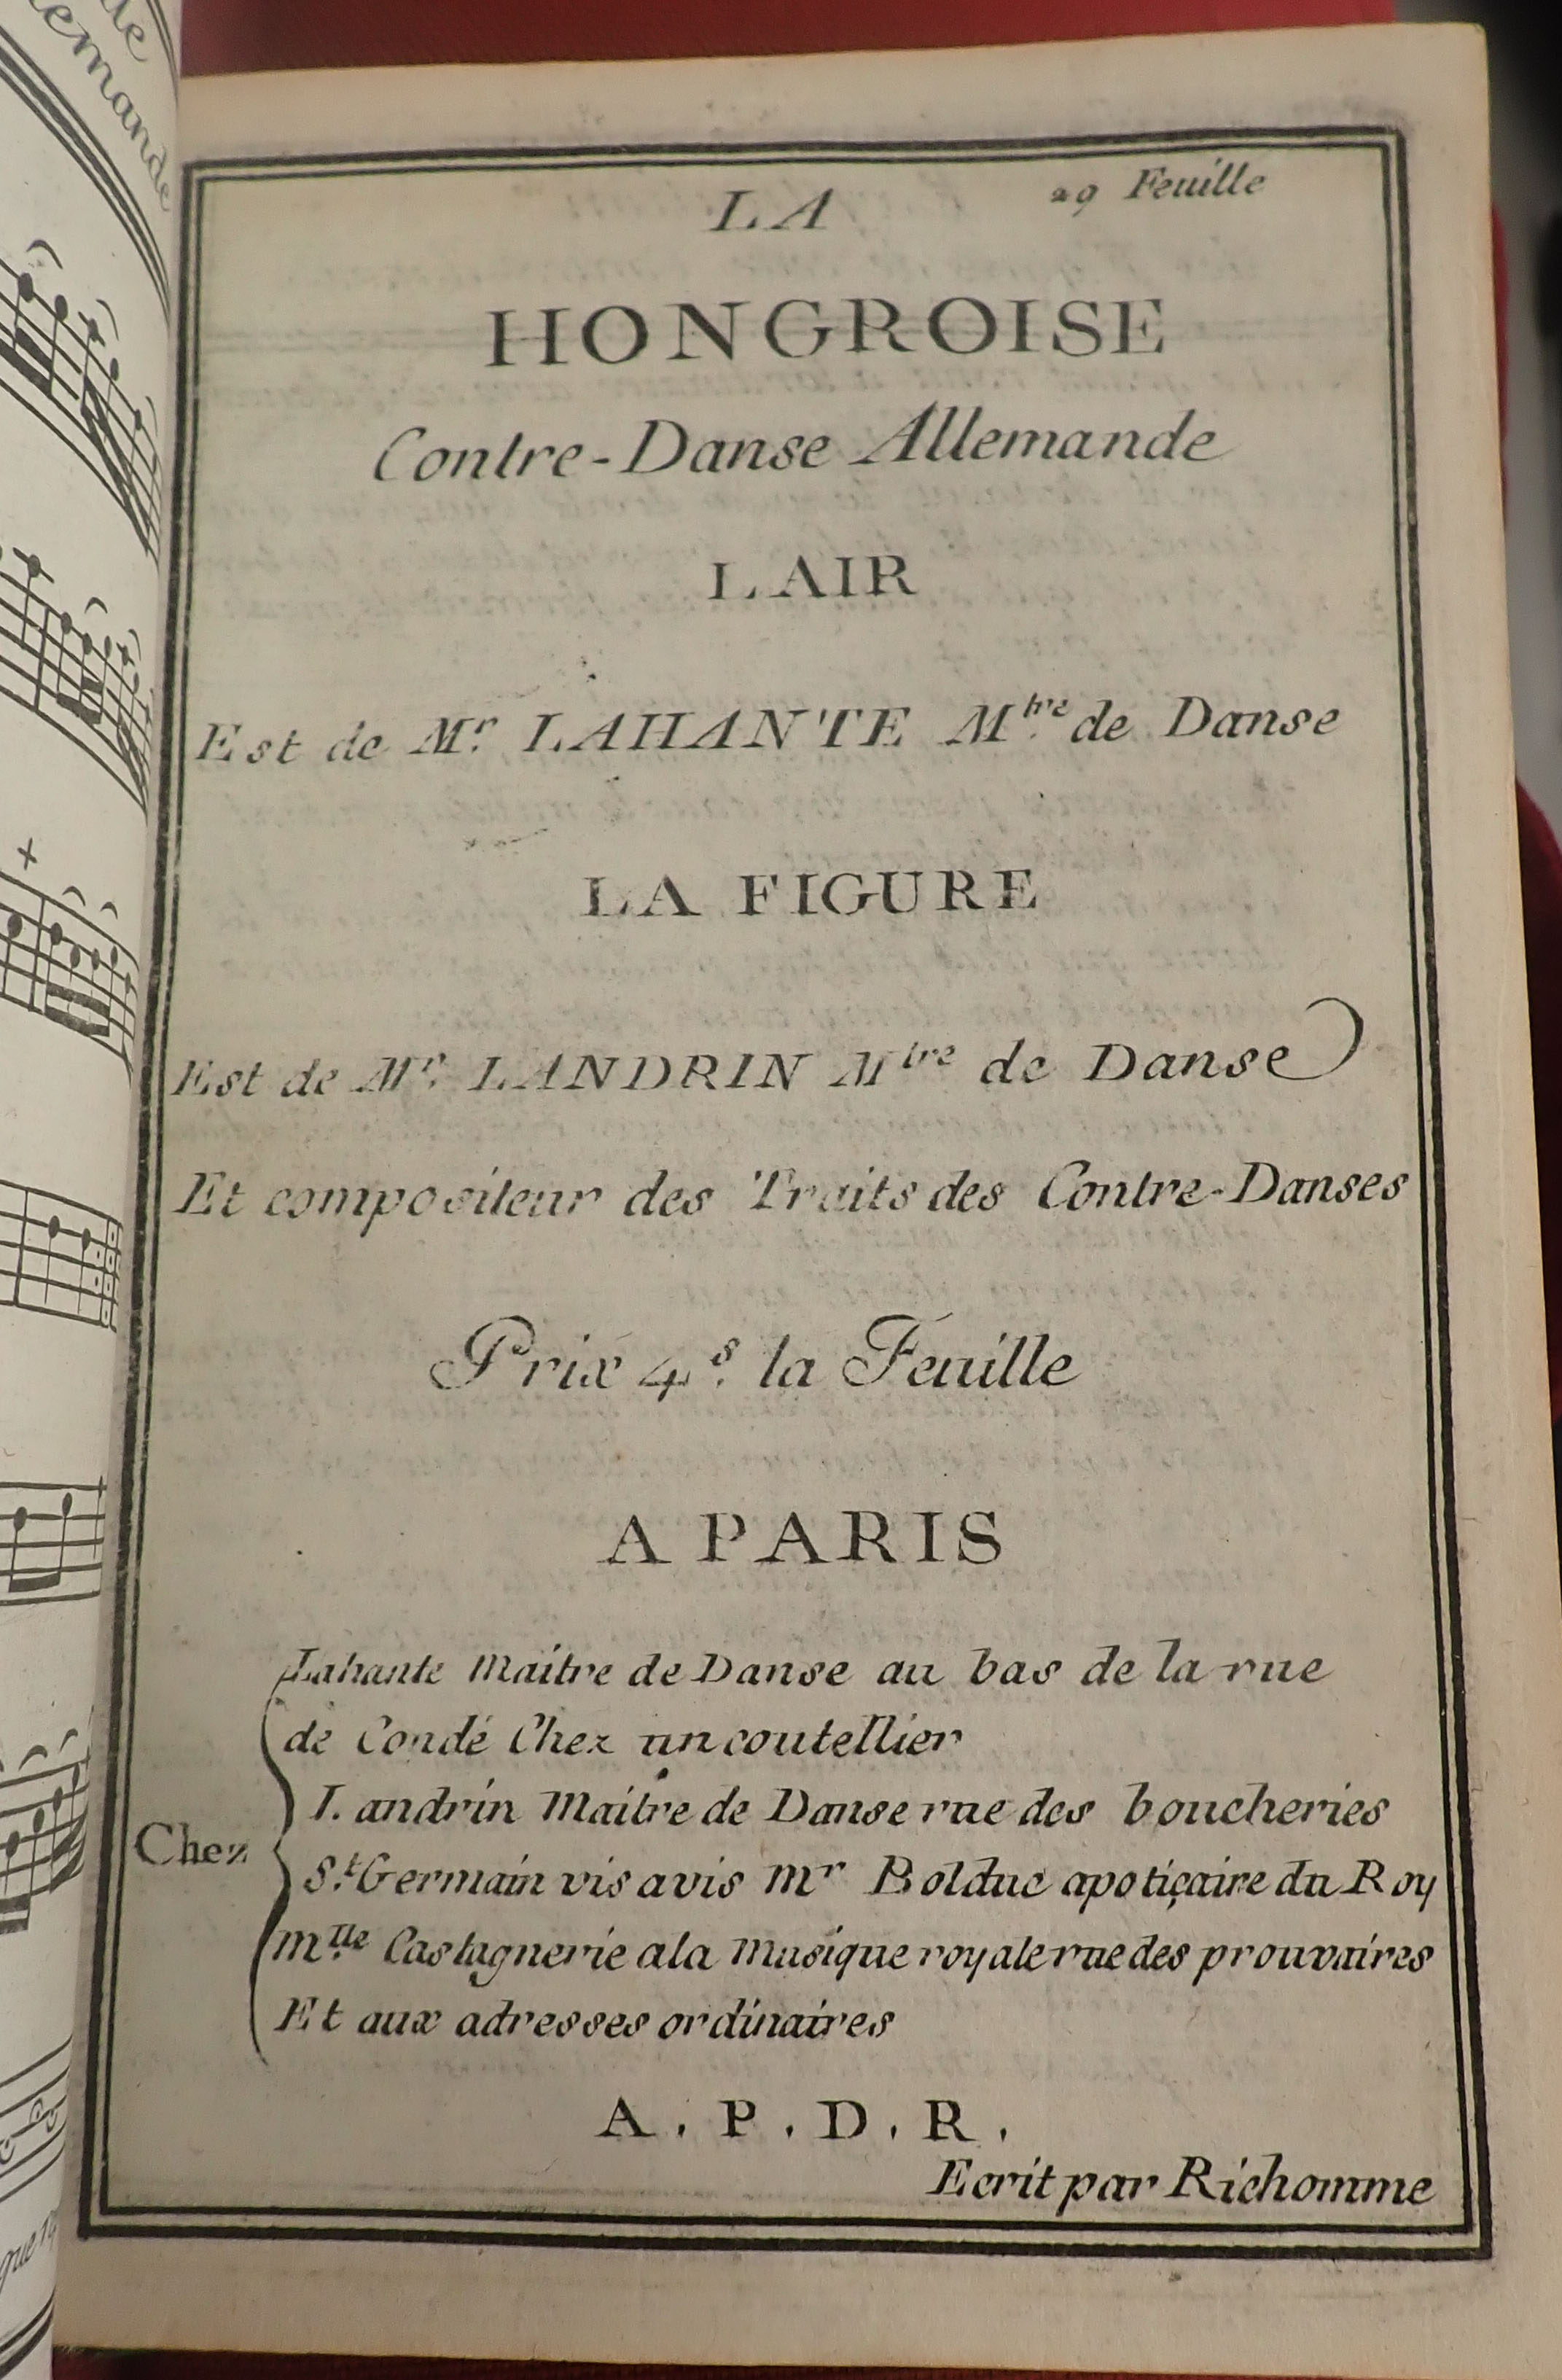 29 Feuille
LA
HONGROISE
Contre-Danse Allemande
LAIR
Est de Mr. LAHANTE Mtre. de Danse
LA FIGURE
Est de Mr. LANDRIN Mtre de Danse
Et compositeur des Traits des Contre-Danses
Prix 4s. la Feuille
A PARIS
Chez
Lahante Maitre de Danse au bas de la rue
de Condé Chez un coutellier
Landrin Maitre de Danse rue des boucheries
St. Germain vis avis mr Bolduc apotiçaire du Roy
mlle. Castagnerie ala Musique royale rue des prouvaires
Et aux adresses ordinaires
A. P. D. R.
Ecrit par Richomme